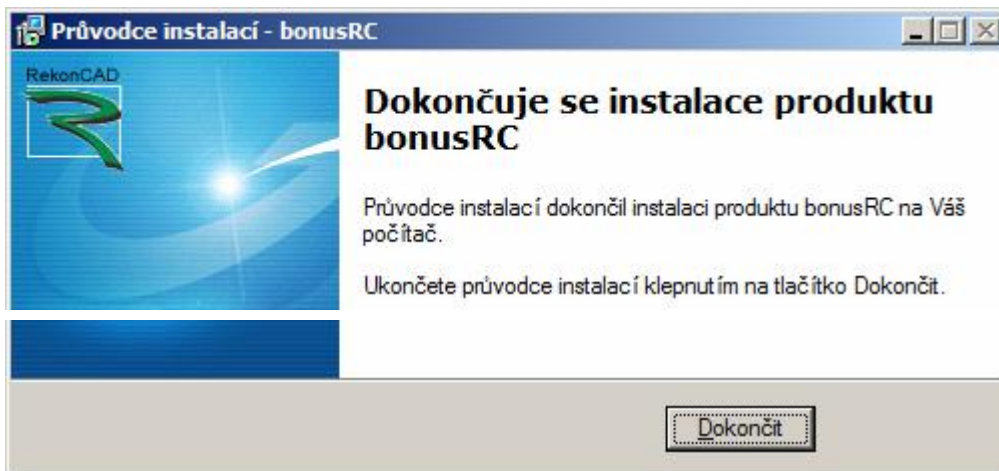 Průvodce instalací - bonusRC
RekonCAD
Dokončuje se instalace produktu
bonusRC
Průvodce instalací dokončil instalaci produktu bonusRC na Váš
počítač.
Ukončete průvodce instalací klepnutím na tlačítko Dokončit.
Dokončit